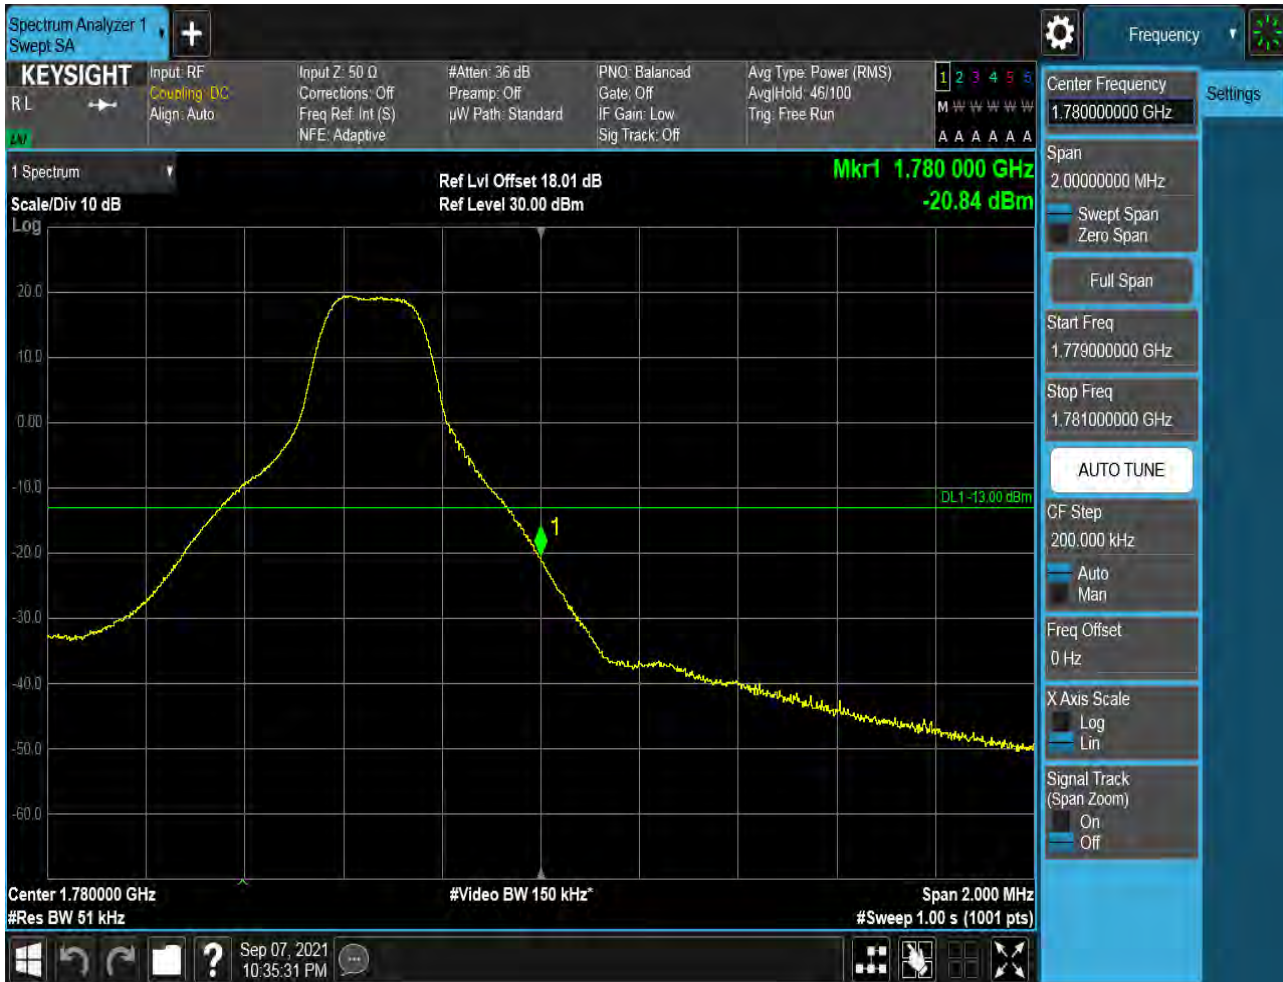 Spectrum Analyzer 1
Swept SA
Frequency
KEYSIGHT
R L
LXI
Input: RF
Coupling: DC
Align: Auto
Input Z: 50 Ω
Corrections: Off
Freq Ref: Int (S)
NFE: Adaptive
#Atten: 36 dB
Preamp: Off
µW Path: Standard
PNO: Balanced
Gate: Off
IF Gain: Low
Sig Track: Off
Avg Type: Power (RMS)
Avg|Hold: 46/100
Trig: Free Run
1 2 3 4 5 6
M W W W W W
A A A A A A
1 Spectrum
Scale/Div 10 dB
Log
Ref Lvl Offset 18.01 dB
Ref Level 30.00 dBm
Mkr1 1.780 000 GHz
-20.84 dBm
20.0
10.0
0.00
-10.0
-20.0
-30.0
-40.0
-50.0
-60.0
DL1 -13.00 dBm
1
Center 1.780000 GHz
#Res BW 51 kHz
#Video BW 150 kHz*
Span 2.000 MHz
#Sweep 1.00 s (1001 pts)
Sep 07, 2021
10:35:31 PM
Center Frequency
1.780000000 GHz
Settings
Span
2.00000000 MHz
Swept Span
Zero Span
Full Span
Start Freq
1.779000000 GHz
Stop Freq
1.781000000 GHz
AUTO TUNE
CF Step
200.000 kHz
Auto
Man
Freq Offset
0 Hz
X Axis Scale
Log
Lin
Signal Track
(Span Zoom)
On
Off